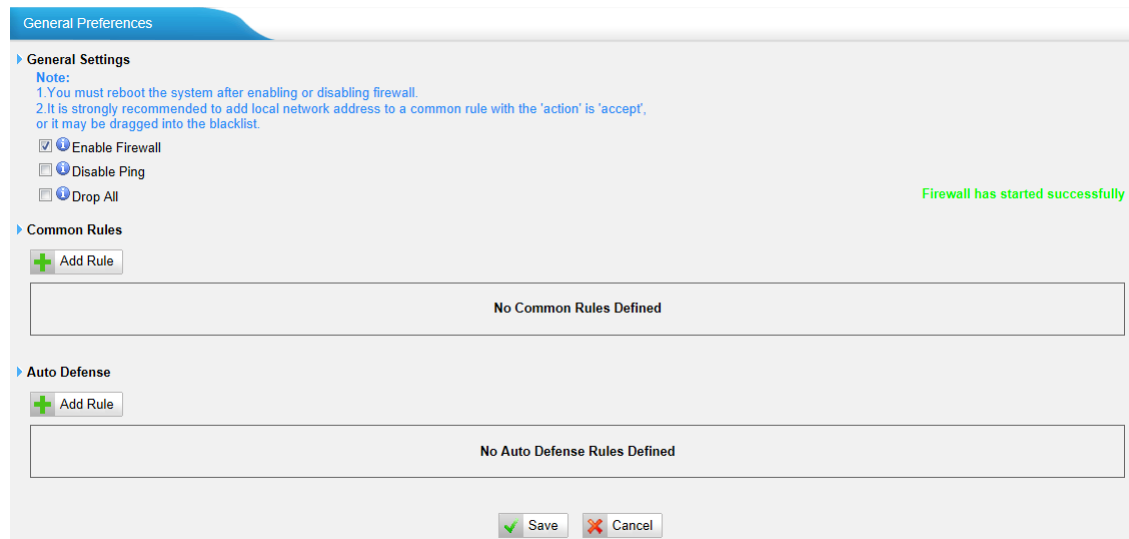 General Preferences
General Settings
Note:
1.You must reboot the system after enabling or disabling firewall.
2.It is strongly recommended to add local network address to a common rule with the 'action' is 'accept',
or it may be dragged into the blacklist.
Enable Firewall
Disable Ping
Drop All
Firewall has started successfully
Common Rules
Add Rule
No Common Rules Defined
Auto Defense
Add Rule
No Auto Defense Rules Defined
Save
Cancel